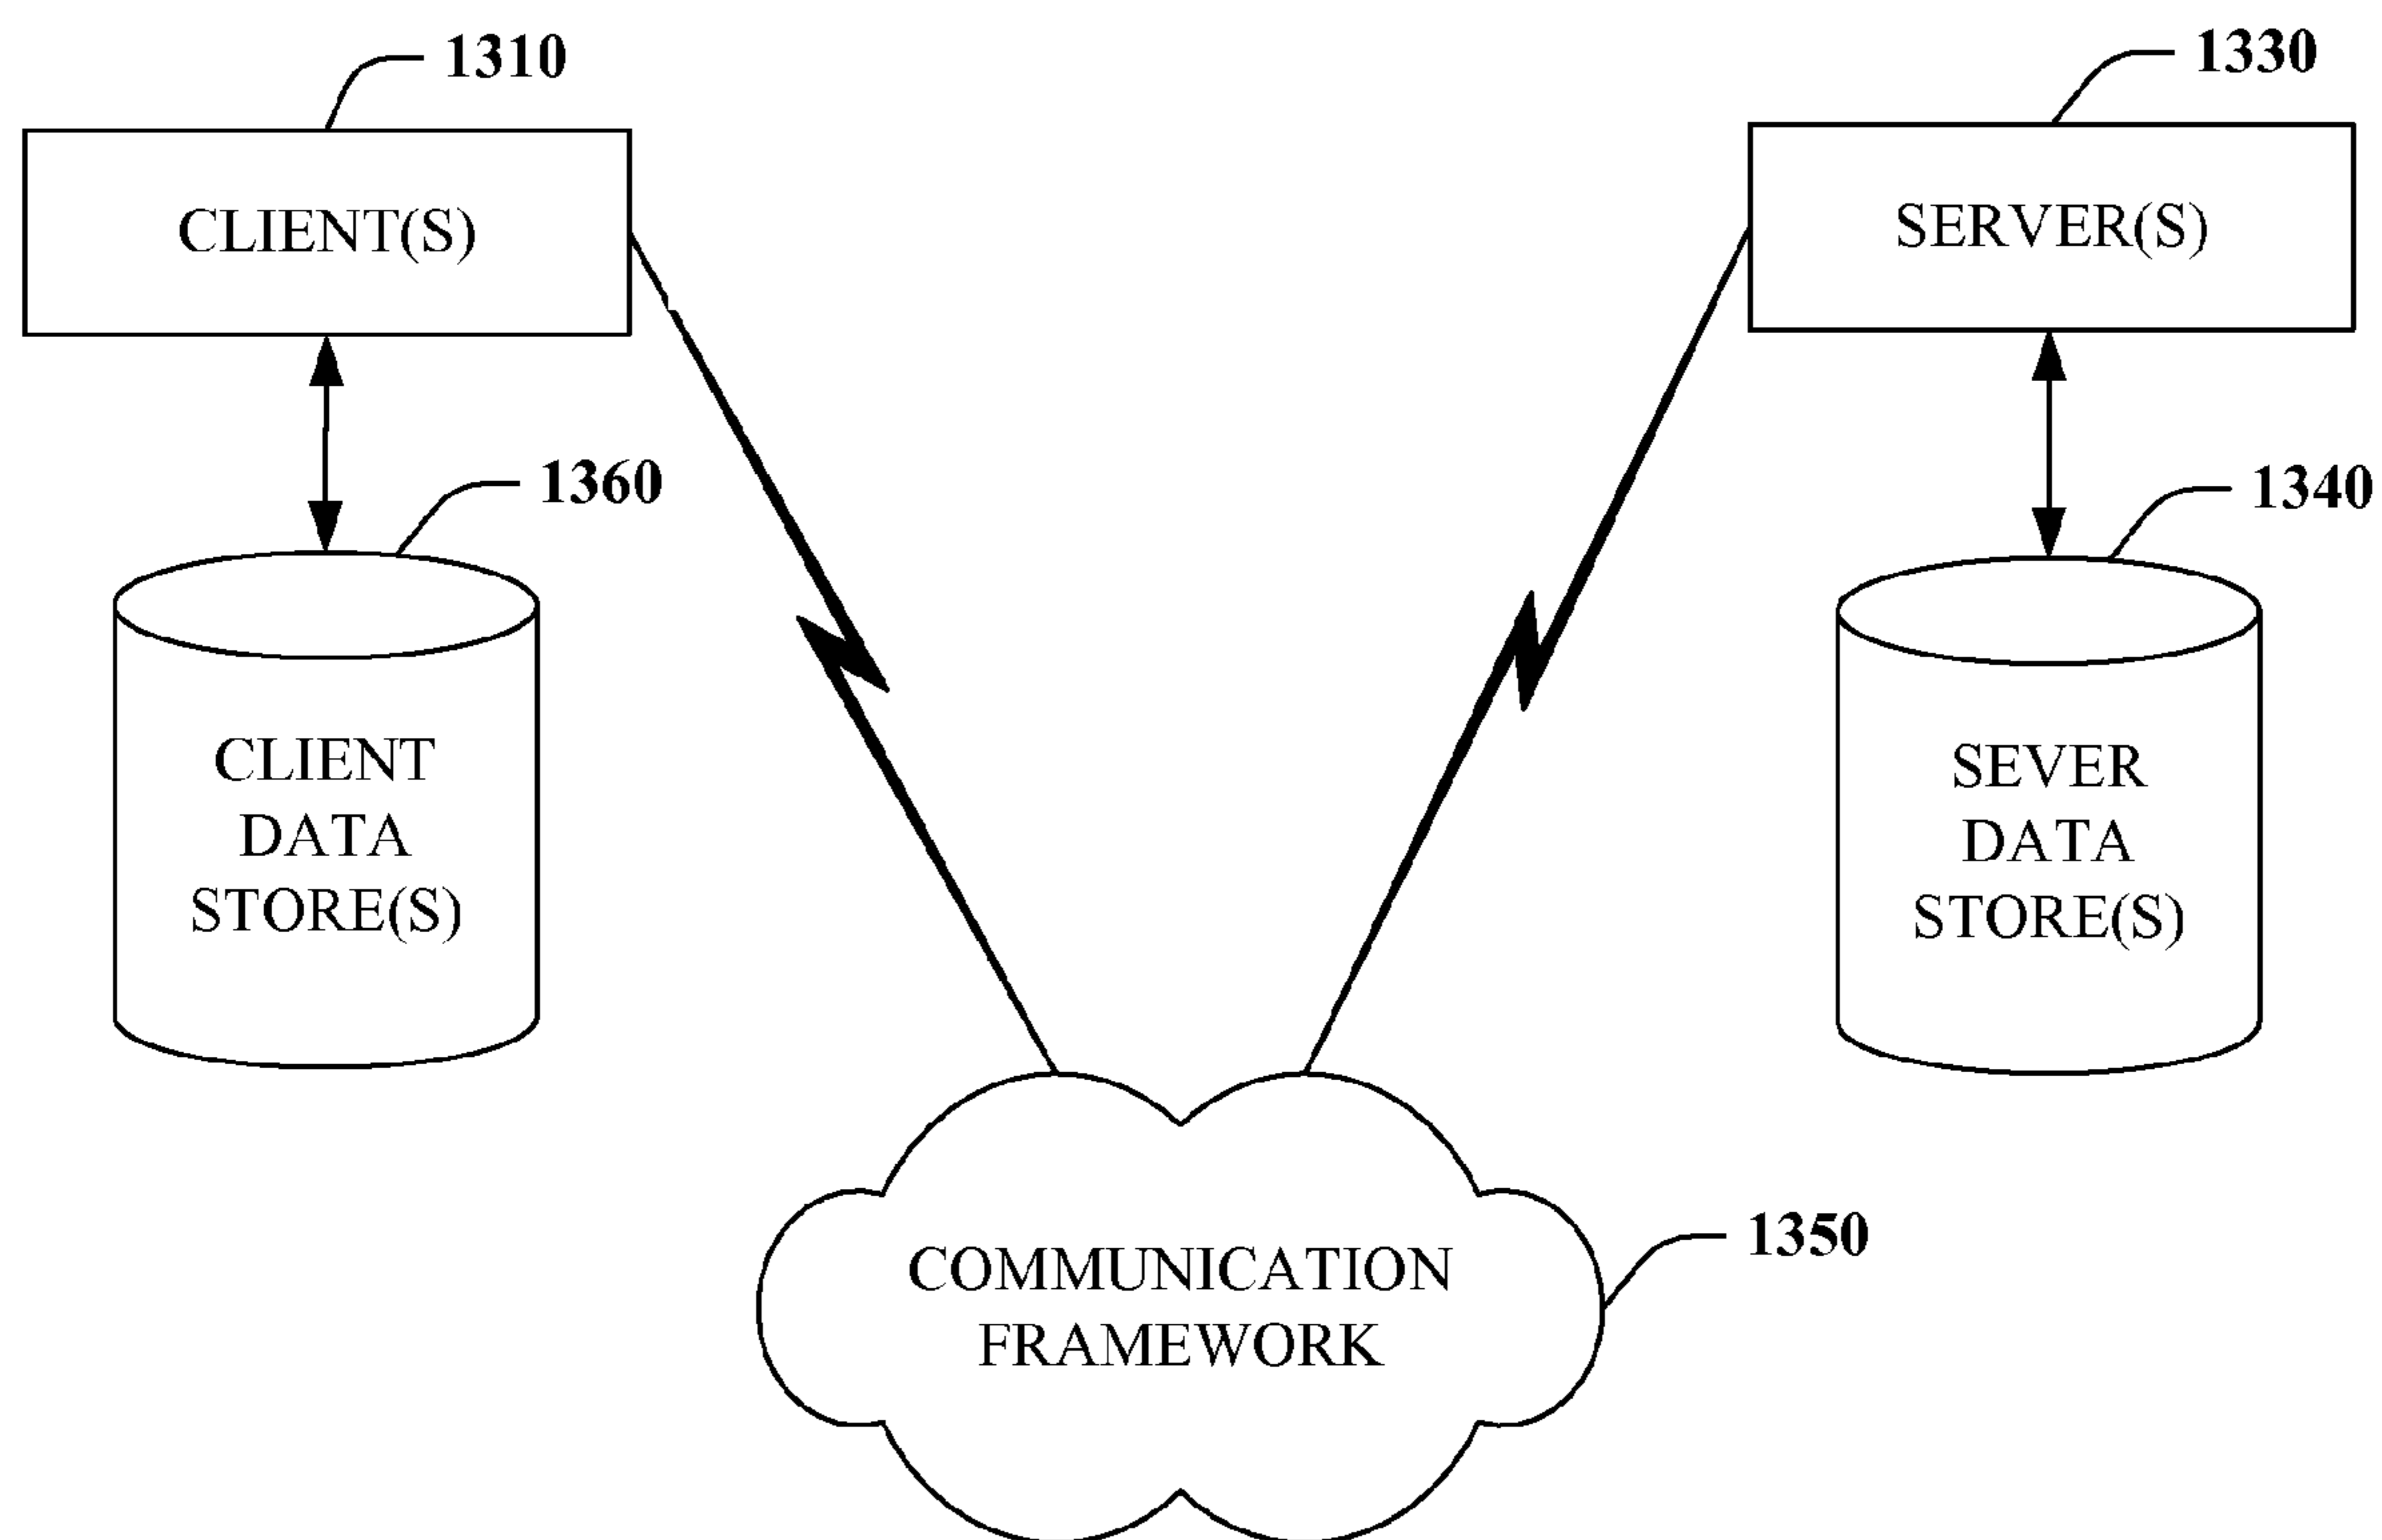 1310
1330
CLIENT(S)
SERVER(S)
1360
1340
CLIENT
DATA
STORE(S)
SEVER
DATA
STORE(S)
1350
COMMUNICATION
FRAMEWORK